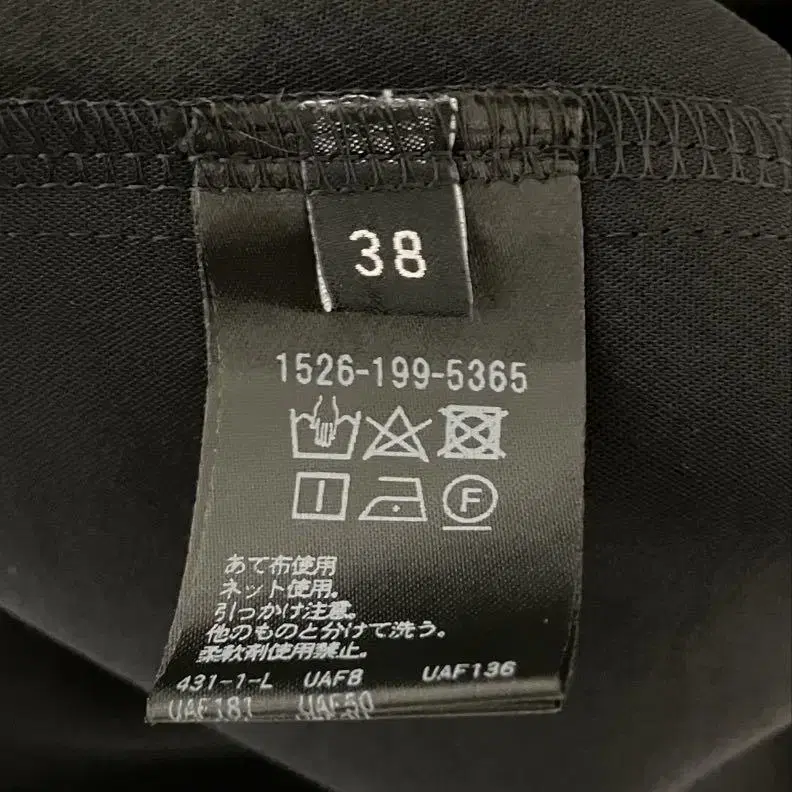 38
1526-199-5365
F
あて布使用
ネット使用。
引っかけ注意。
他のものと分けて洗う。
柔軟剤使用禁止。
431-1-L UAF8 UAF136
UAF181 UAF50